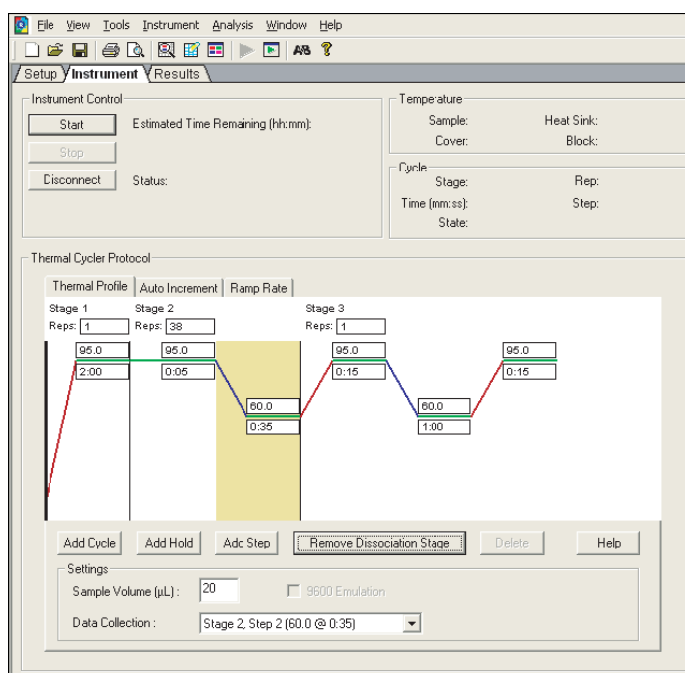 File View Tools Instrument Analysis Window Help
Setup Instrument Results
Instrument Control
Start Estimated Time Remaining (hh:mm):
Stop
Disconnect Status:
Temperature
Sample: Heat Sink:
Cover: Block:
Cycle
Stage: Rep:
Time (mm:ss): Step:
State:
Thermal Cycler Protocol
Thermal Profile Auto Increment Ramp Rate
Stage 1 Stage 2 Stage 3
Reps: 1 Reps: 38 Reps: 1
95.0 95.0 95.0 95.0
2:00 0:05 0:15 0:15
60.0 60.0
0:35 1:00
Add Cycle Add Hold Adc Step Remove Dissociation Stage Delete Help
Settings
Sample Volume (µL) : 20 9600 Emulation
Data Collection : Stage 2, Step 2 (60.0 @ 0:35)